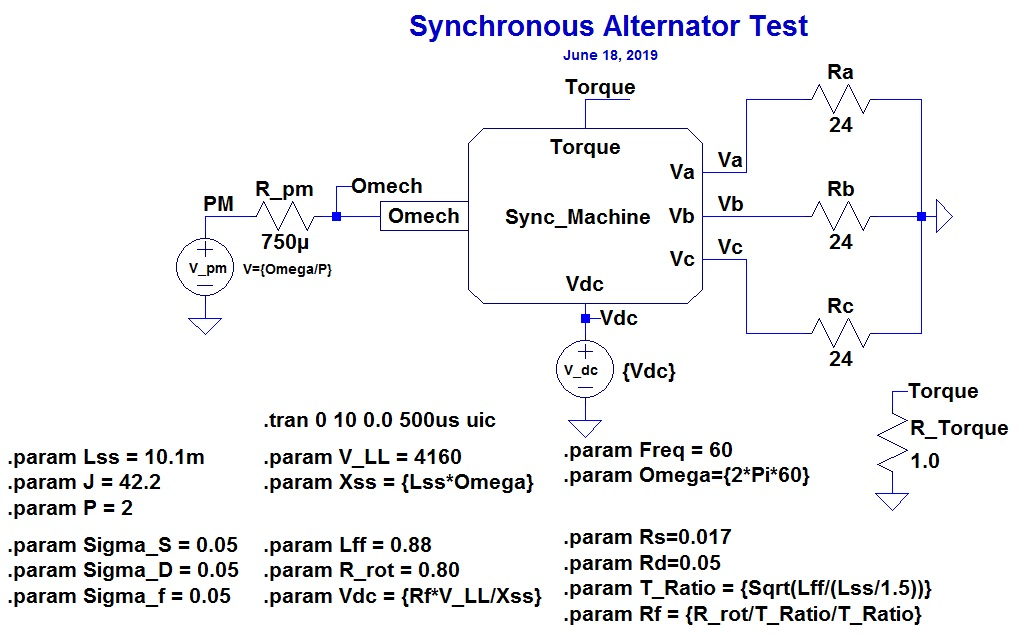 Synchronous Alternator Test
June 18, 2019
Torque
Torque
Ra
24
Va
Va
R_pm
PM
Omech
Omech
750µ
V_pm
V={Omega/P}
Sync_Machine
Vb
Vb
Rb
24
Vc
Vc
Vdc
Vdc
V_dc
{Vdc}
Rc
24
Torque
R_Torque
1.0
.tran 0 10 0.0 500us uic
.param Lss = 10.1m
.param J = 42.2
.param P = 2
.param V_LL = 4160
.param Xss = {Lss*Omega}
.param Freq = 60
.param Omega={2*Pi*60}
.param Sigma_S = 0.05
.param Sigma_D = 0.05
.param Sigma_f = 0.05
.param Lff = 0.88
.param R_rot = 0.80
.param Vdc = {Rf*V_LL/Xss}
.param Rs=0.017
.param Rd=0.05
.param T_Ratio = {Sqrt(Lff/(Lss/1.5))}
.param Rf = {R_rot/T_Ratio/T_Ratio}